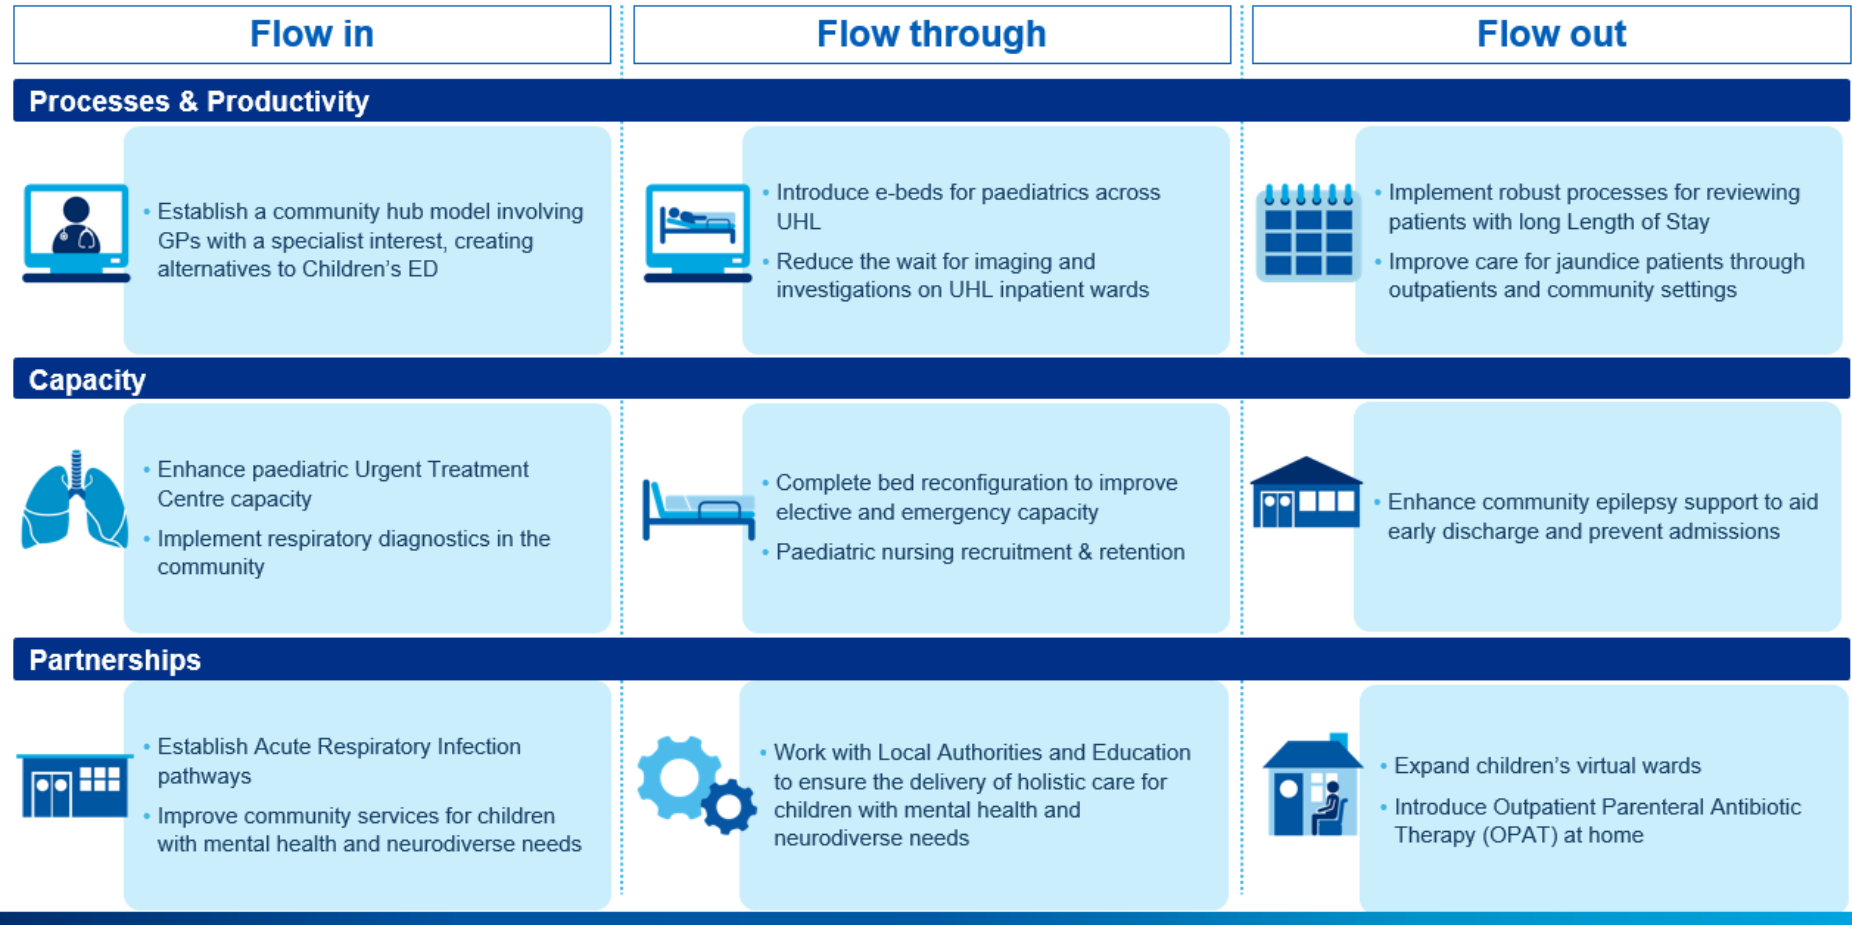 Flow in
Flow through
Flow out
Processes & Productivity
• Establish a community hub model involving
GPs with a specialist interest, creating
alternatives to Children’s ED
• Introduce e-beds for paediatrics across
UHL
• Reduce the wait for imaging and
investigations on UHL inpatient wards
• Implement robust processes for reviewing
patients with long Length of Stay
• Improve care for jaundice patients through
outpatients and community settings
Capacity
• Enhance paediatric Urgent Treatment
Centre capacity
• Implement respiratory diagnostics in the
community
• Complete bed reconfiguration to improve
elective and emergency capacity
• Paediatric nursing recruitment & retention
• Enhance community epilepsy support to aid
early discharge and prevent admissions
Partnerships
• Establish Acute Respiratory Infection
pathways
• Improve community services for children
with mental health and neurodiverse needs
• Work with Local Authorities and Education
to ensure the delivery of holistic care for
children with mental health and
neurodiverse needs
• Expand children’s virtual wards
• Introduce Outpatient Parenteral Antibiotic
Therapy (OPAT) at home